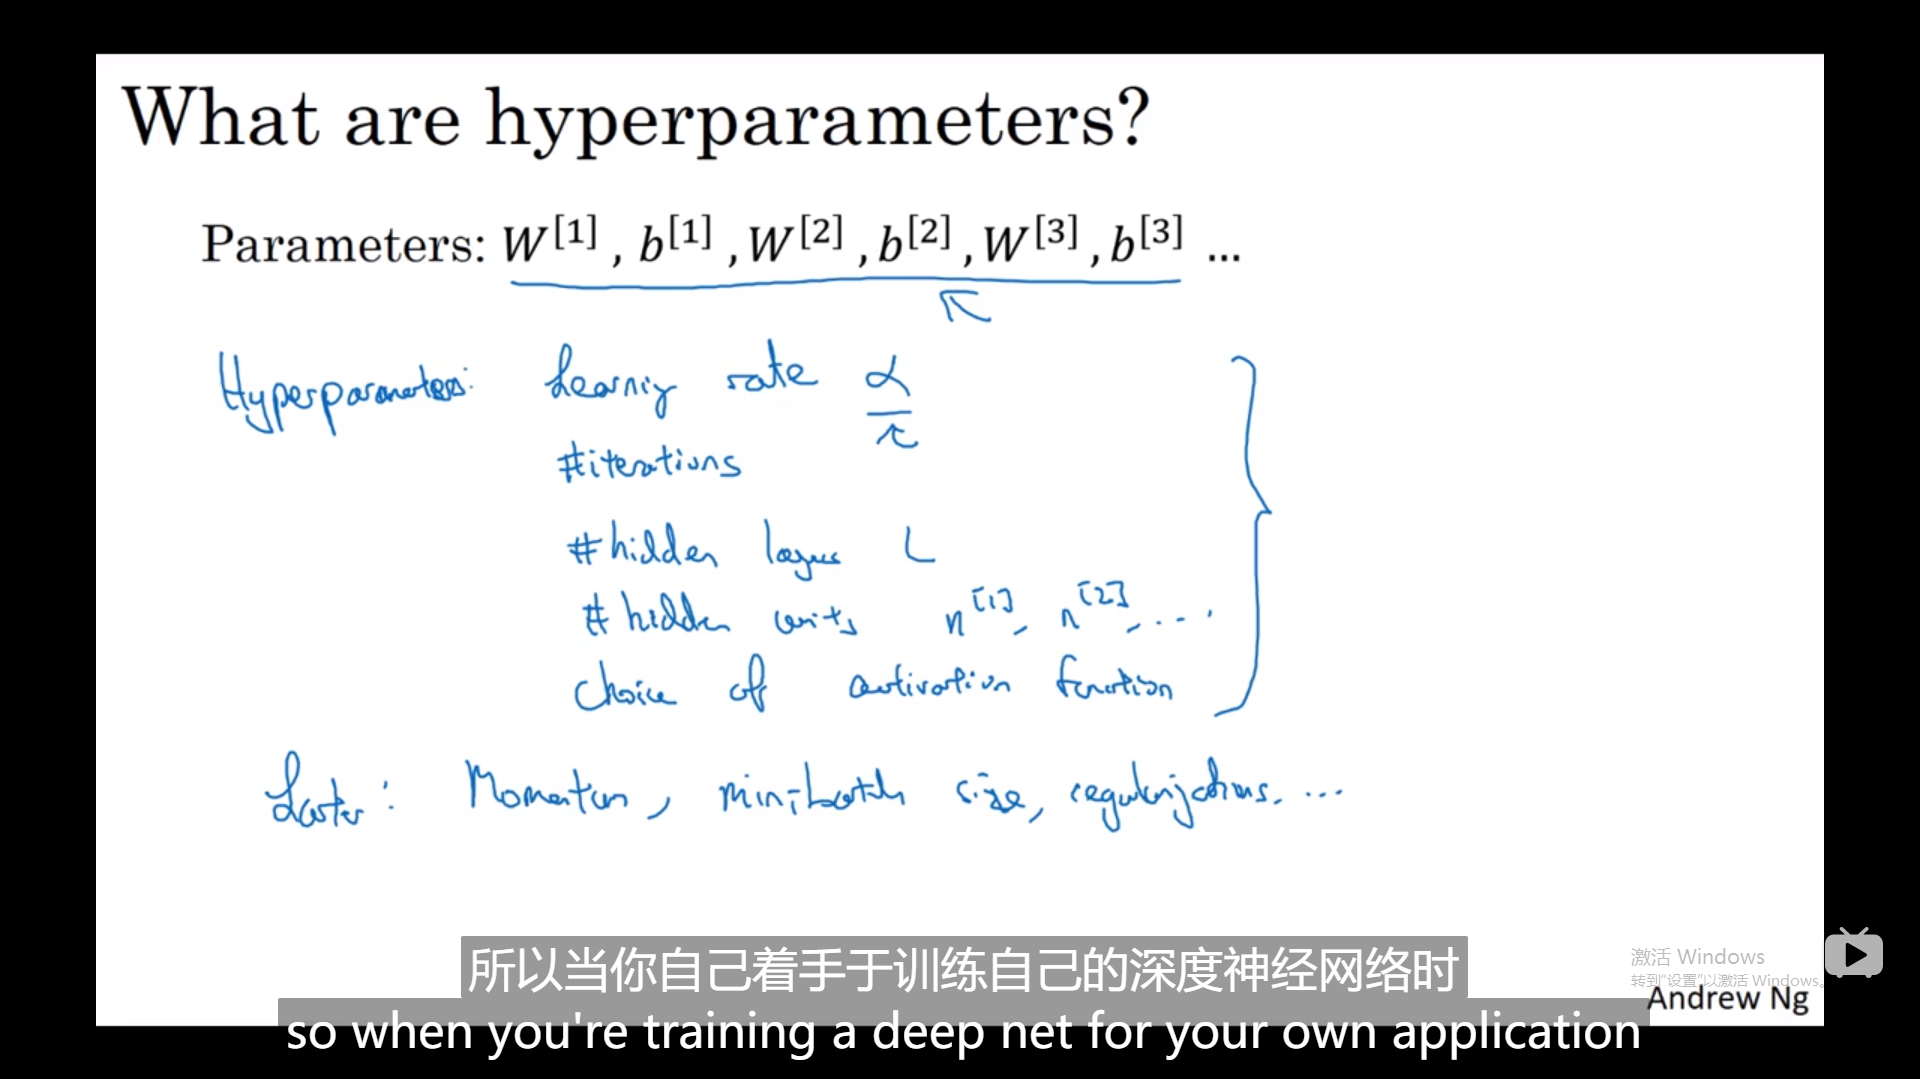 What are hyperparameters?
Parameters: W[1] , b[1] , W[2] , b[2] , W[3] , b[3] ...
Hyperparameters: Learning rate α
#iterations
#hidden layers L
#hidden units n[1], n[2], ....
Choice of activation function
Later: Momentum, mini-batch size, regularizations, ...
所以当你自己着手于训练自己的深度神经网络时
激活 Windows
转到"设置"以激活 Windows。
Andrew Ng
so when you're training a deep net for your own application